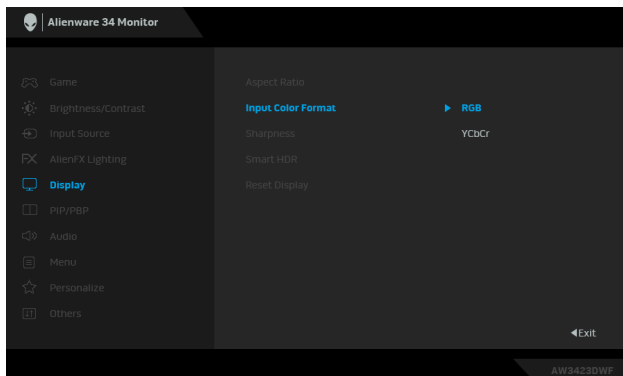 Alienware 34 Monitor
Game
Aspect Ratio
Brightness/Contrast
Input Color Format
RGB
Input Source
Sharpness
YCbCr
AlienFX Lighting
Smart HDR
Display
Reset Display
PIP/PBP
Audio
Menu
Personalize
Others
Exit
AW3423DWF